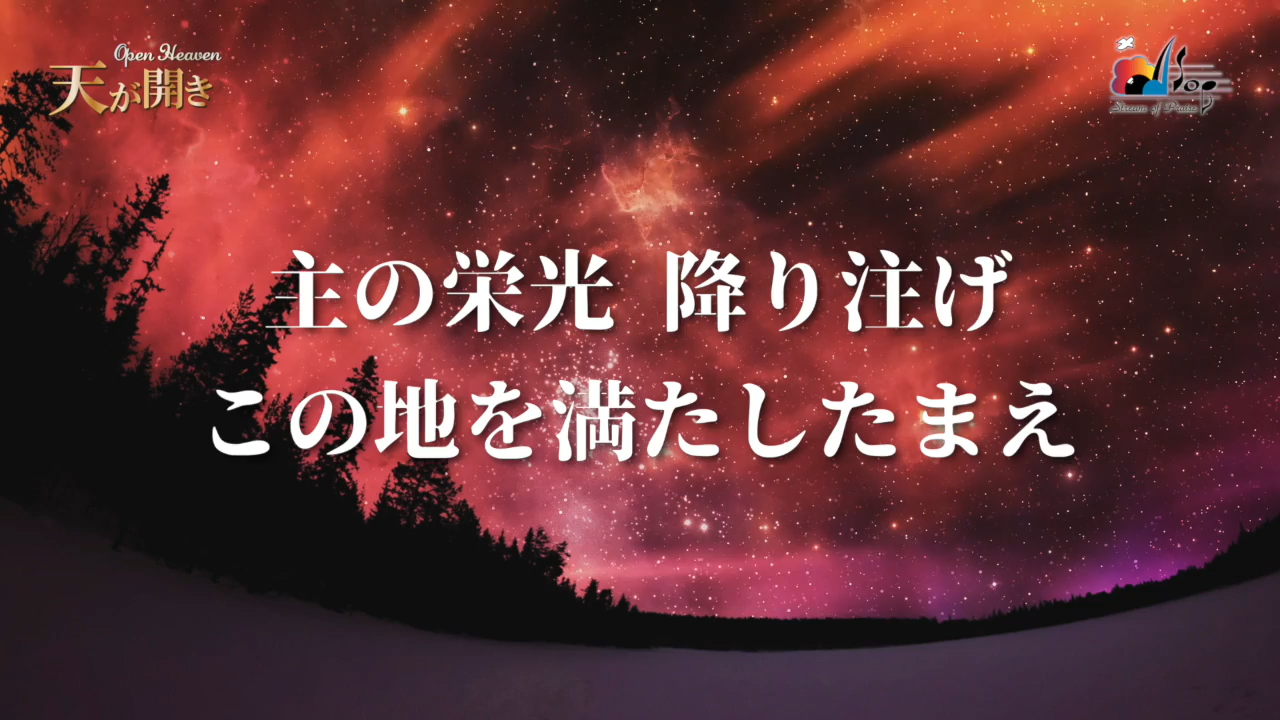 Open Heaven
天が開き
SOP
Stream of Praise
主の栄光 降り注げ
この地を満たしたまえ